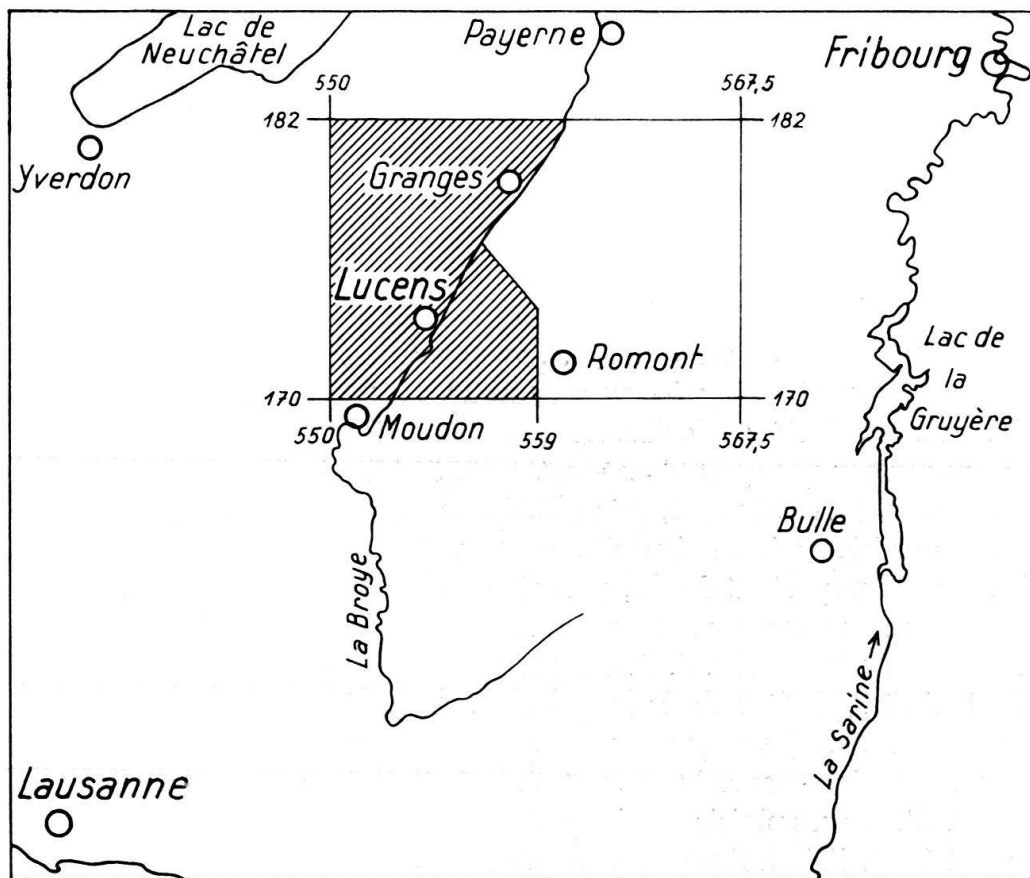 Lac de
Neuchâtel
Payerne
Fribourg
550
567,5
182
182
Yverdon
Granges
Lucens
Romont
Lac de
la
Gruyère
170
170
Moudon
550
559
567,5
Bulle
La Broye
La Sarine →
Lausanne